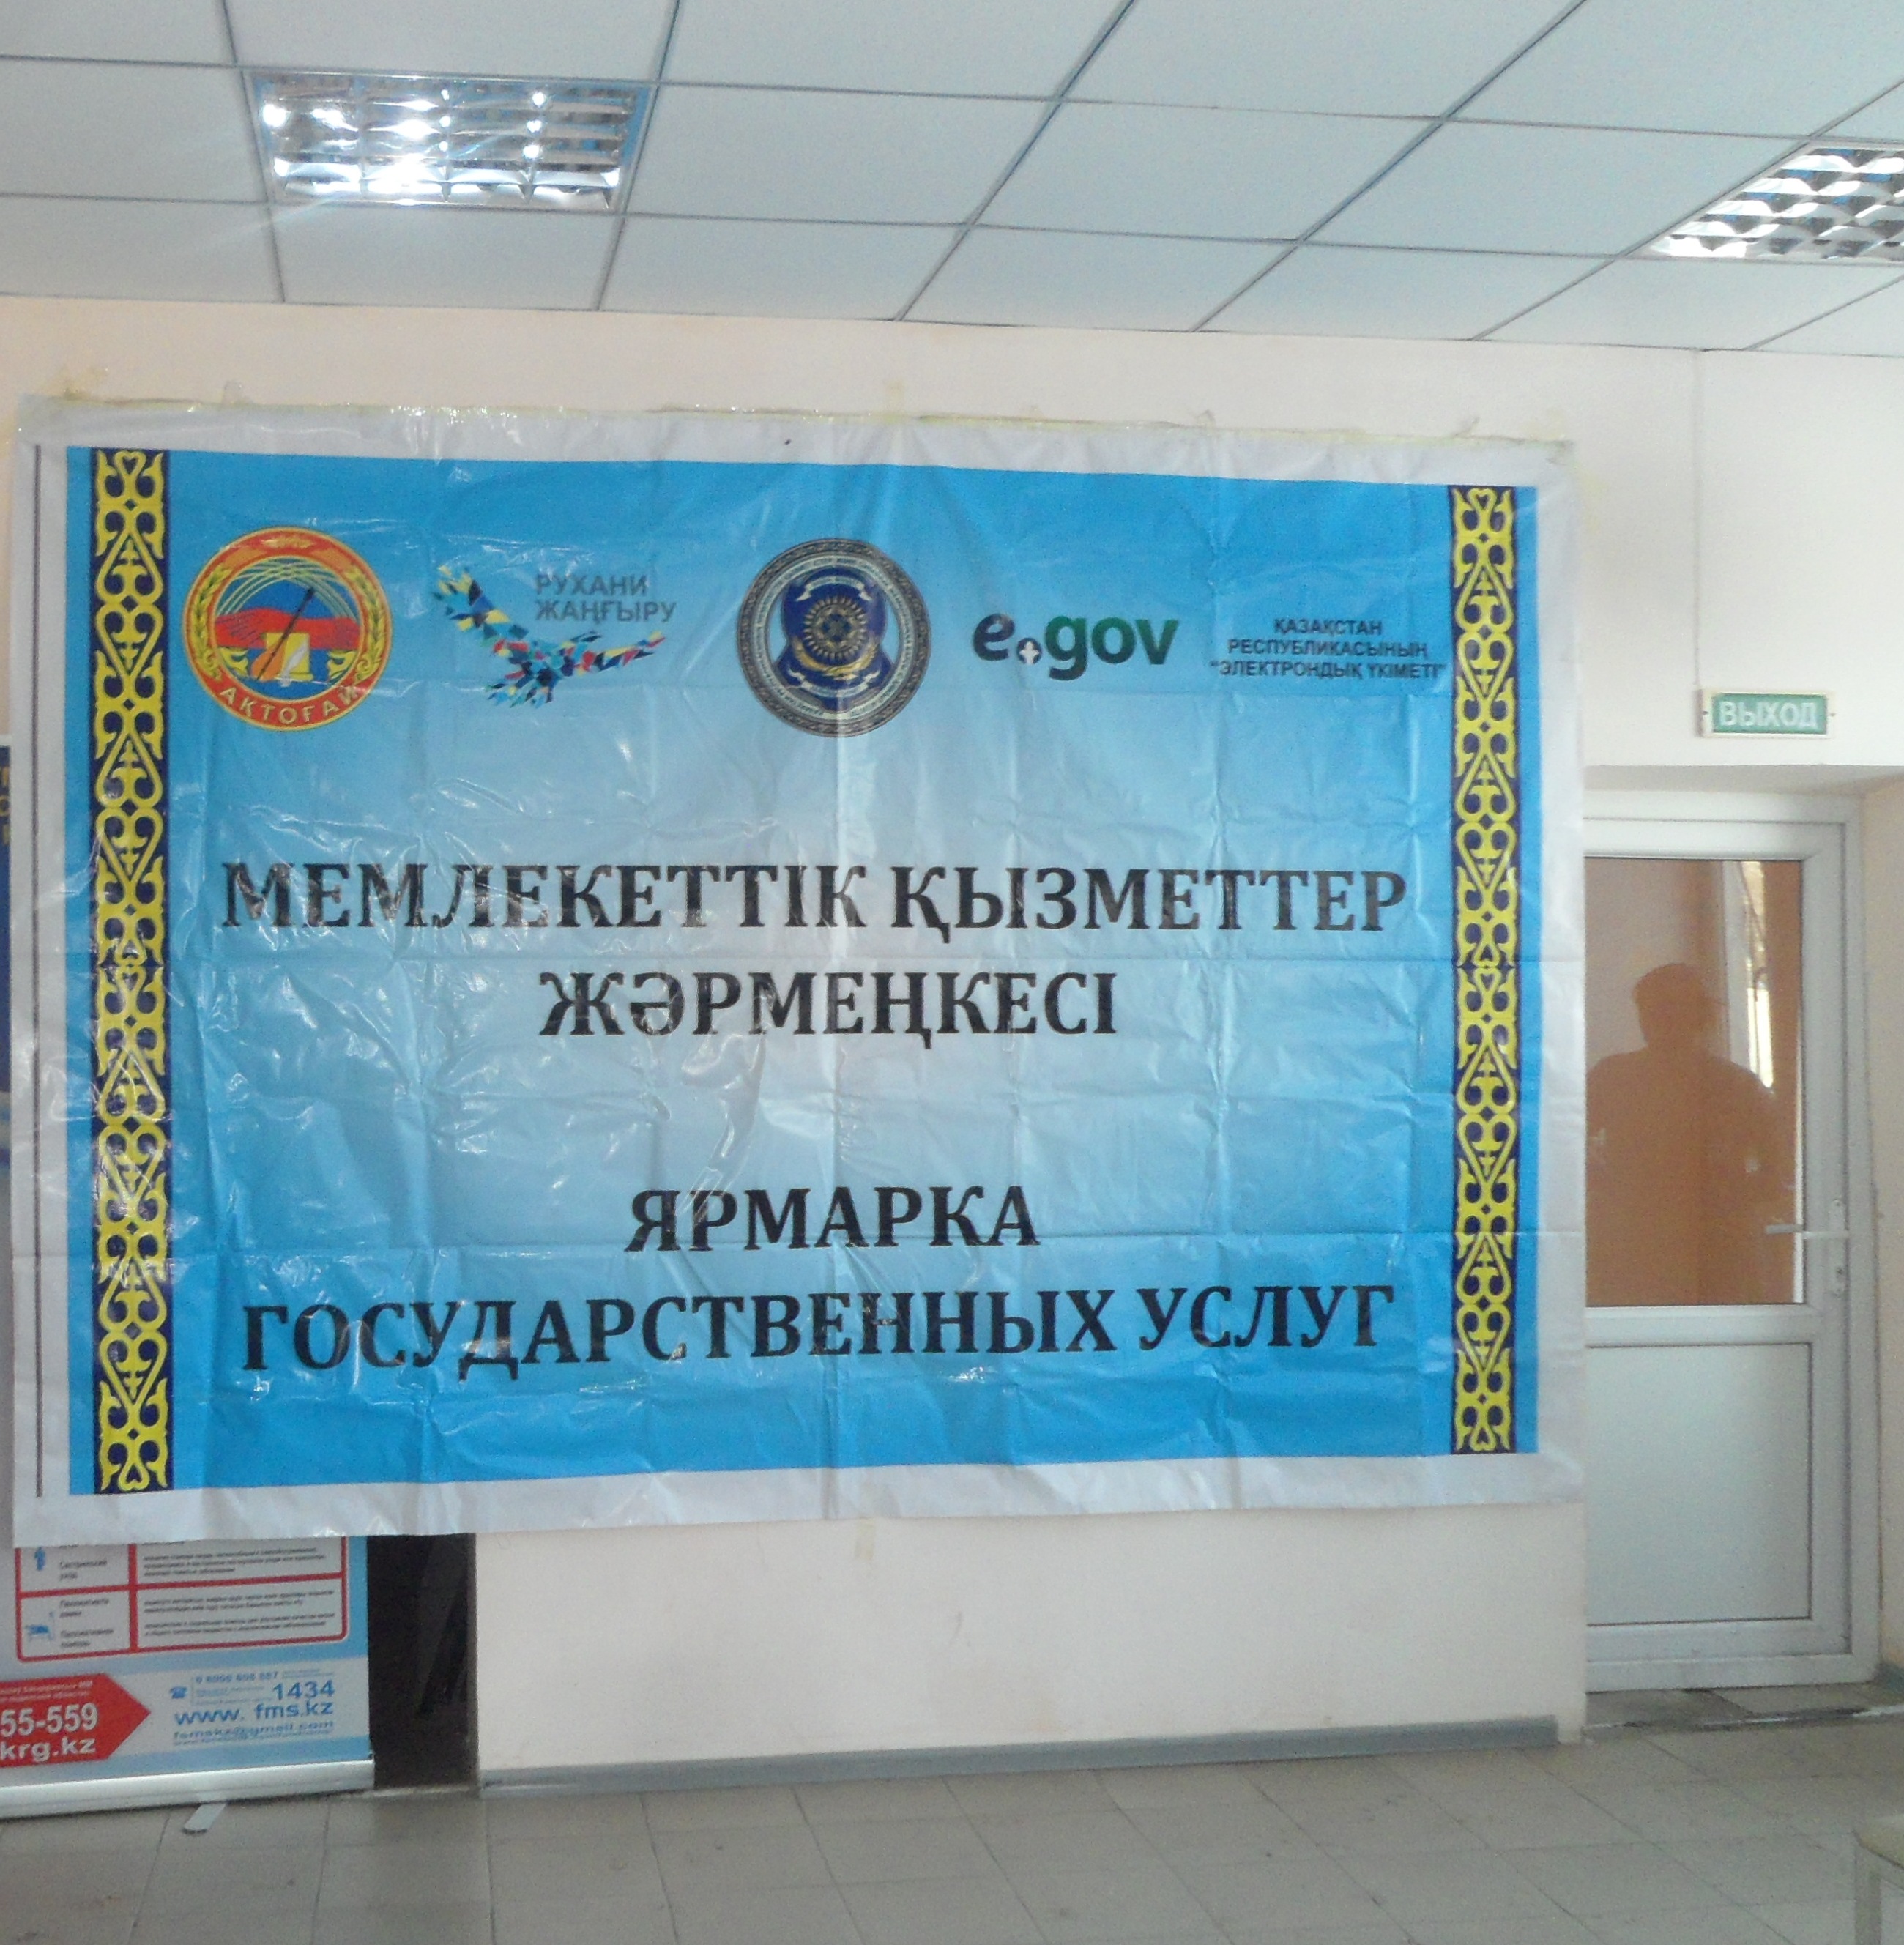 АКТОҒАЙ
РУХАНИ
ЖАҢҒЫРУ
e.gov
ҚАЗАҚСТАН
РЕСПУБЛИКАСЫНЫҢ
"ЭЛЕКТРОНДЫҚ ҮКІМЕТІ"
ВЫХОД
МЕМЛЕКЕТТІК ҚЫЗМЕТТЕР
ЖӘРМЕҢКЕСІ
ЯРМАРКА
ГОСУДАРСТВЕННЫХ УСЛУГ
55-559
krg.kz
1434
www. fms.kz